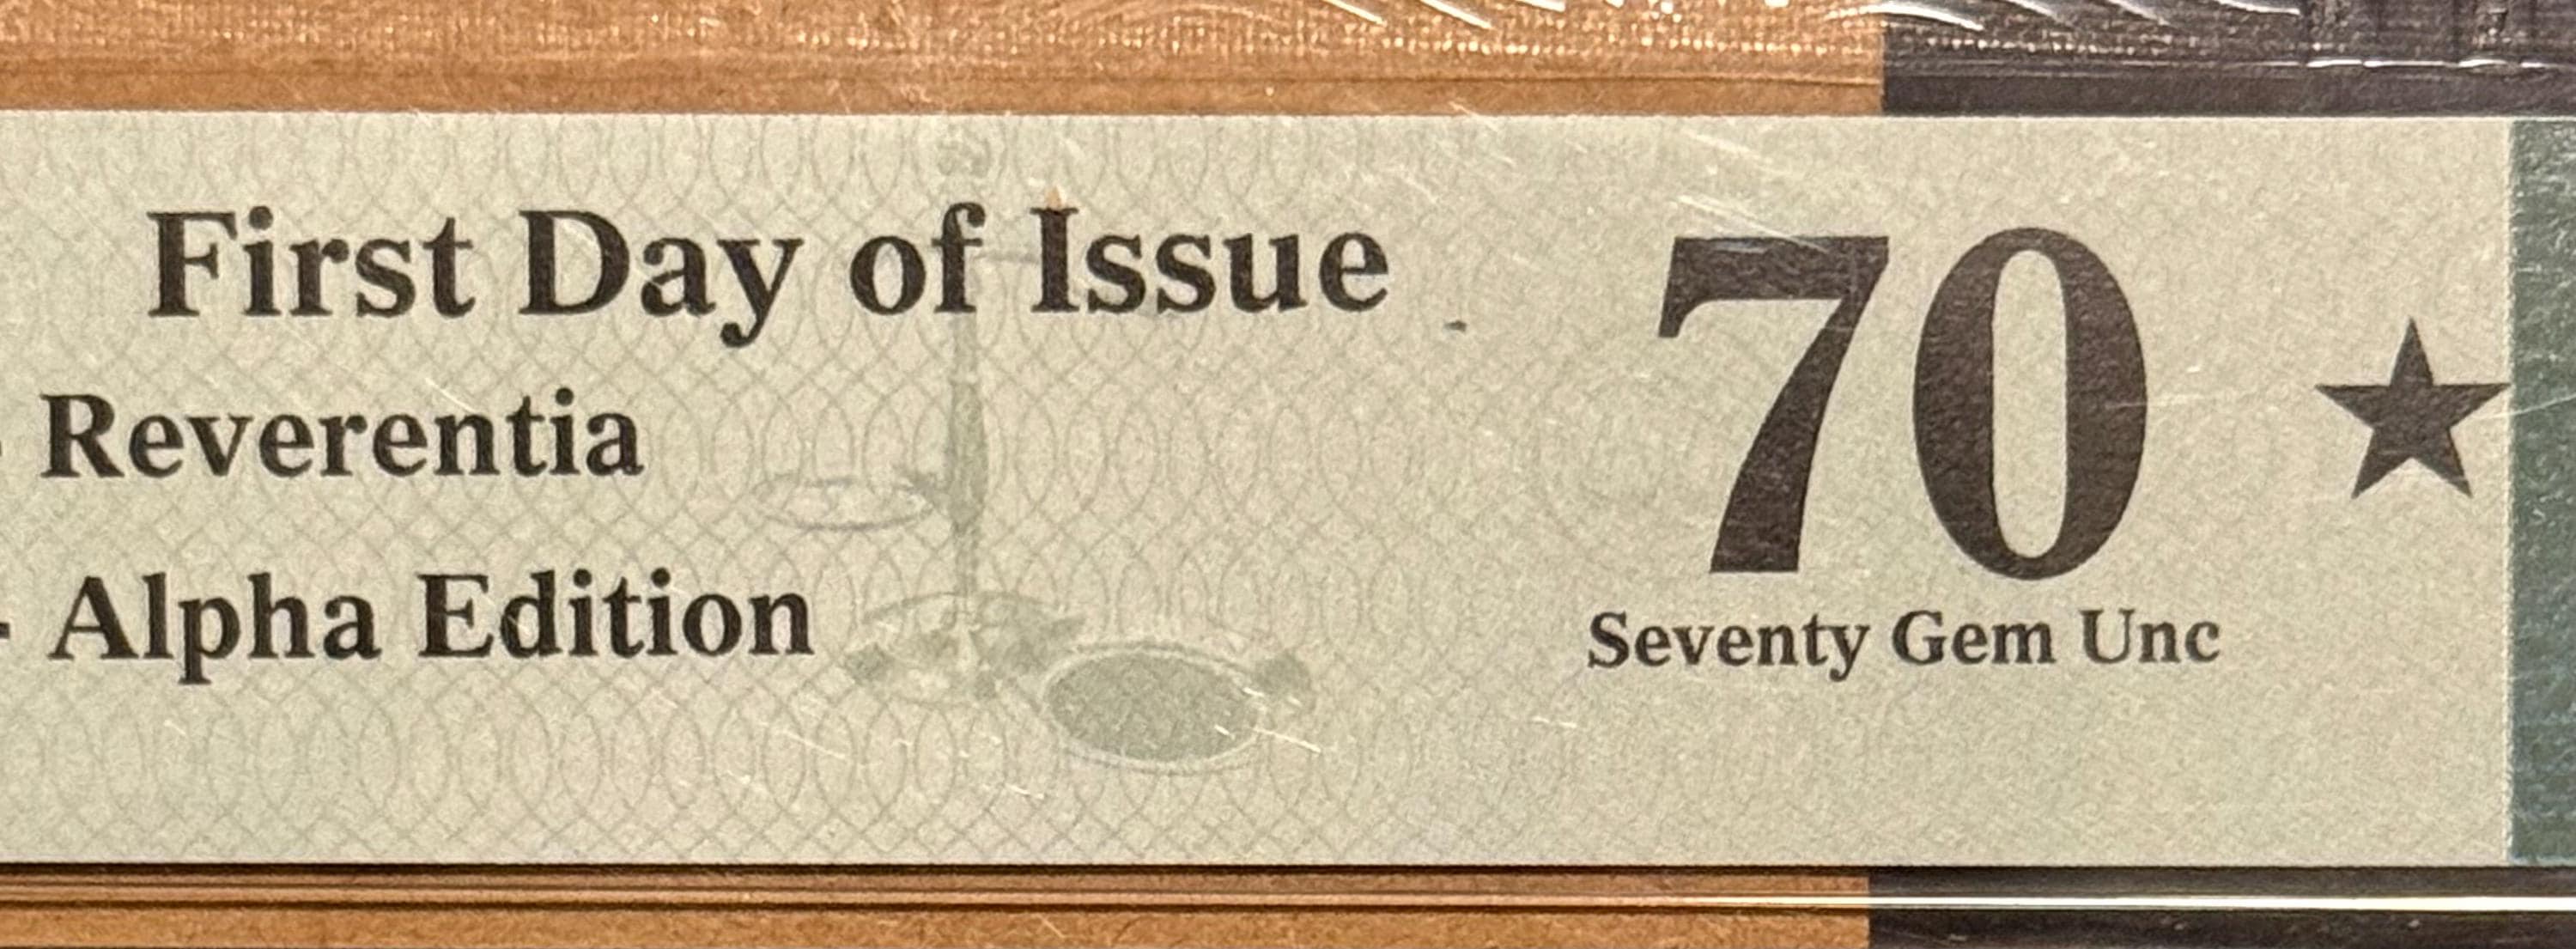 First Day of Issue
70 ★
- Reverentia
- Alpha Edition
Seventy Gem Unc